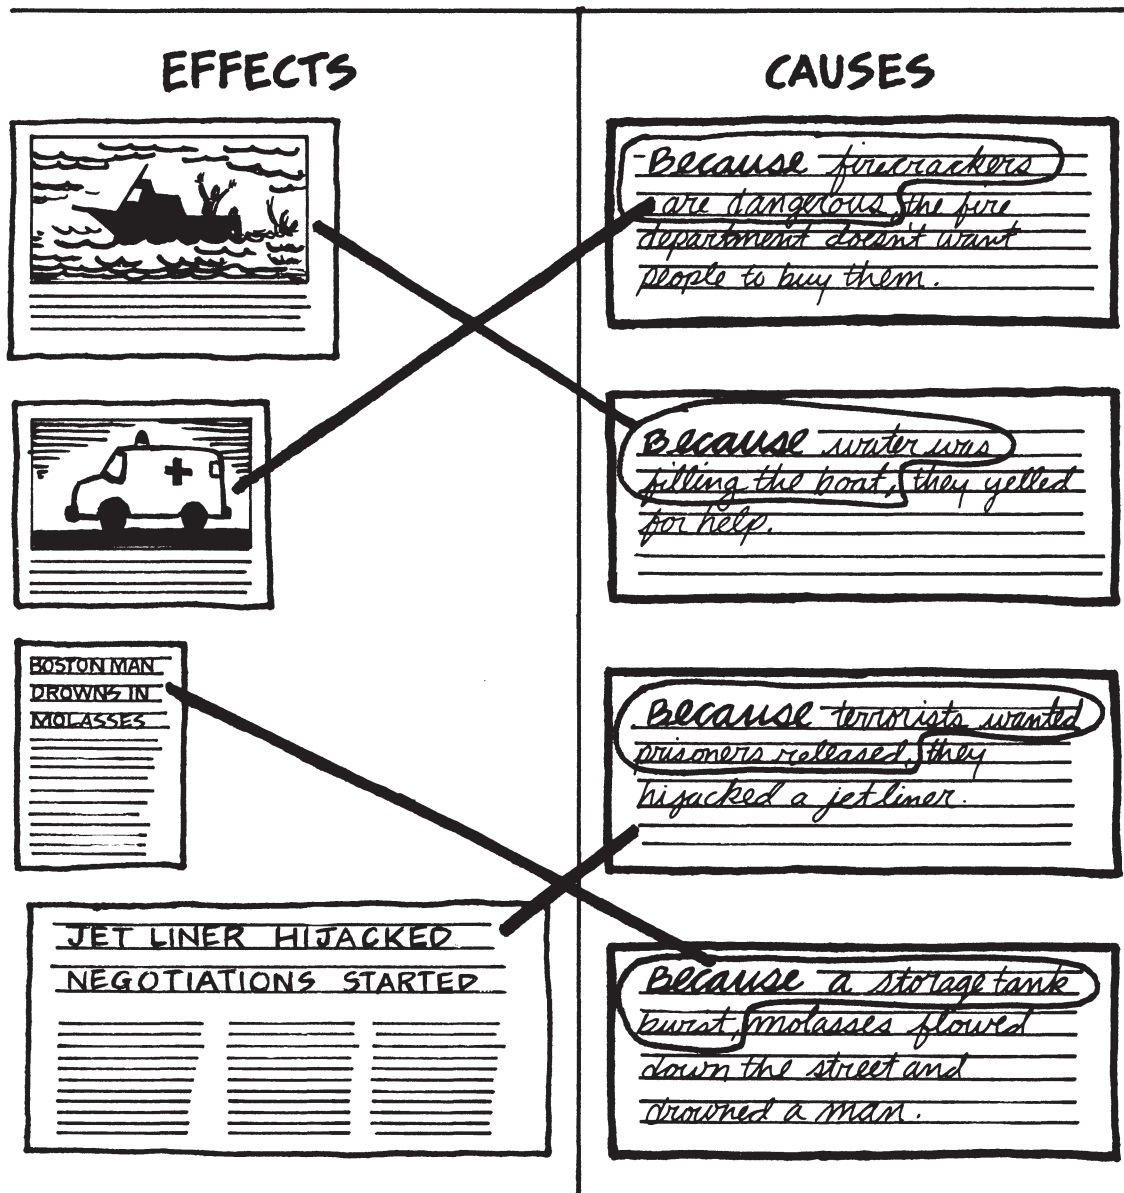 EFFECTS
CAUSES
Because firecrackers
are dangerous, the fire
department doesn't want
people to buy them.
Because water was
filling the boat, they yelled
for help.
BOSTON MAN
DROWNS IN
MOLASSES
Because terrorists wanted
prisoners released, they
hijacked a jet liner.
JET LINER HIJACKED
NEGOTIATIONS STARTED
Because a storage tank
burst, molasses flowed
down the street and
drowned a man.